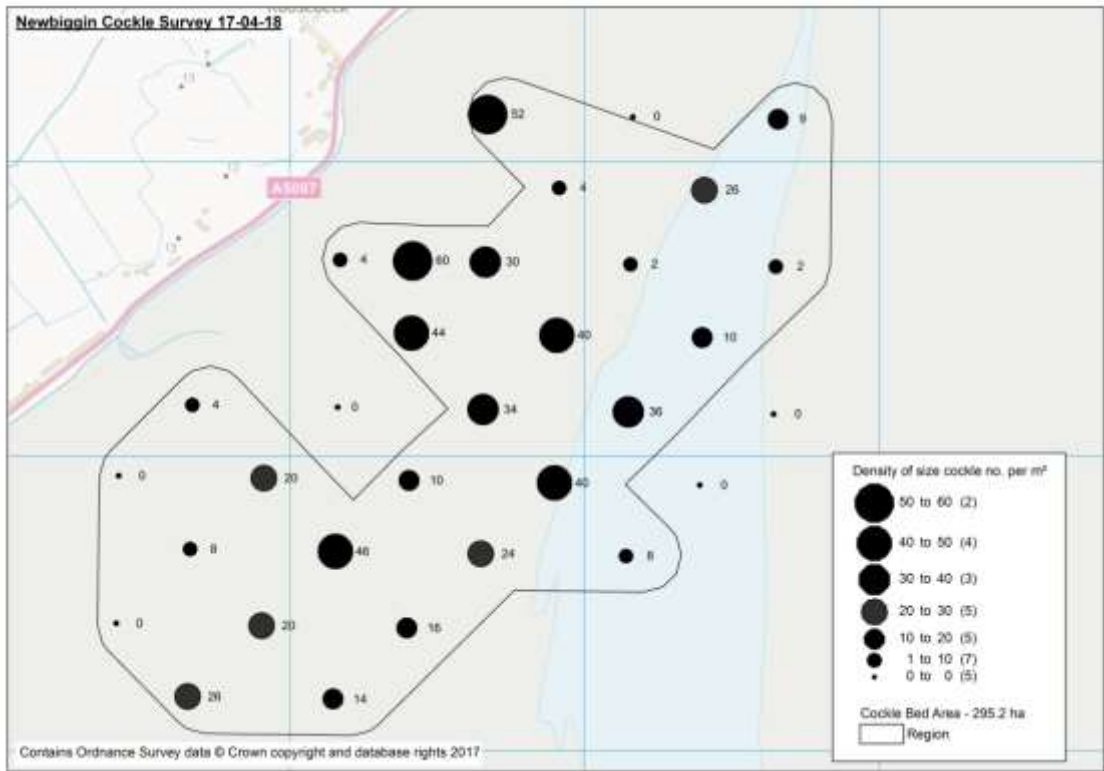 Newbiggin Cockle Survey 17-04-18
52
0
9
4
A5087
26
4
60
30
2
2
44
40
10
4
0
34
36
0
0
20
10
40
0
8
46
24
8
0
20
16
26
14
Density of size cockle no. per m²
50 to 60 (2)
40 to 50 (4)
30 to 40 (3)
20 to 30 (5)
10 to 20 (5)
1 to 10 (7)
0 to 0 (5)
Cockle Bed Area - 295.2 ha
Region
Contains Ordnance Survey data © Crown copyright and database rights 2017